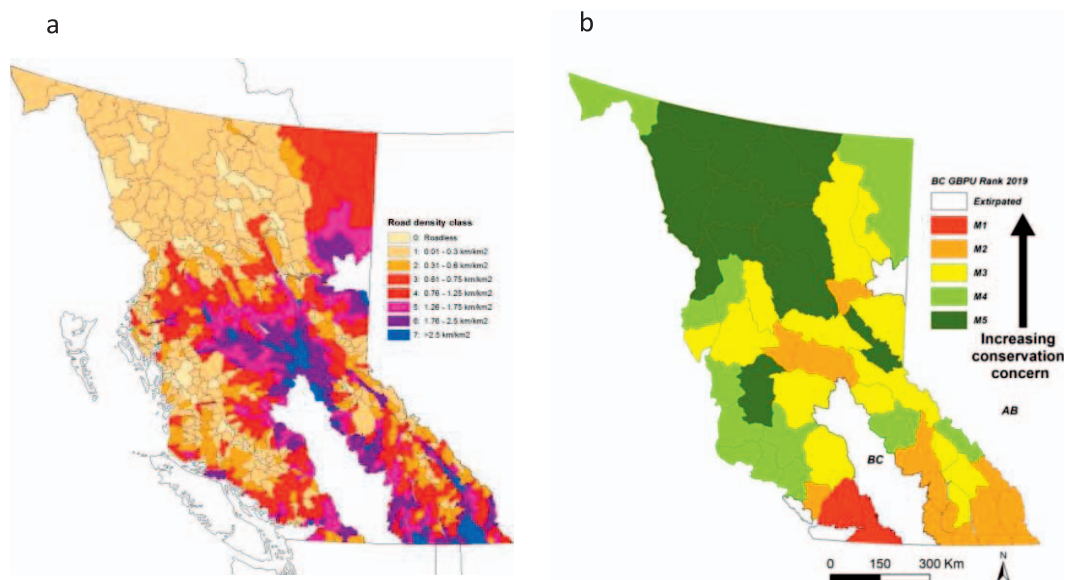 a
b
Road density class
0: Roadless
1: 0.01 - 0.3 km/km2
2: 0.31 - 0.6 km/km2
3: 0.61 - 0.75 km/km2
4: 0.76 - 1.25 km/km2
5: 1.26 - 1.75 km/km2
6: 1.76 - 2.5 km/km2
7: >2.5 km/km2
BC GBPU Rank 2019
Extirpated
M1
M2
M3
M4
M5
Increasing
conservation
concern
AB
BC
N
0 150 300 Km